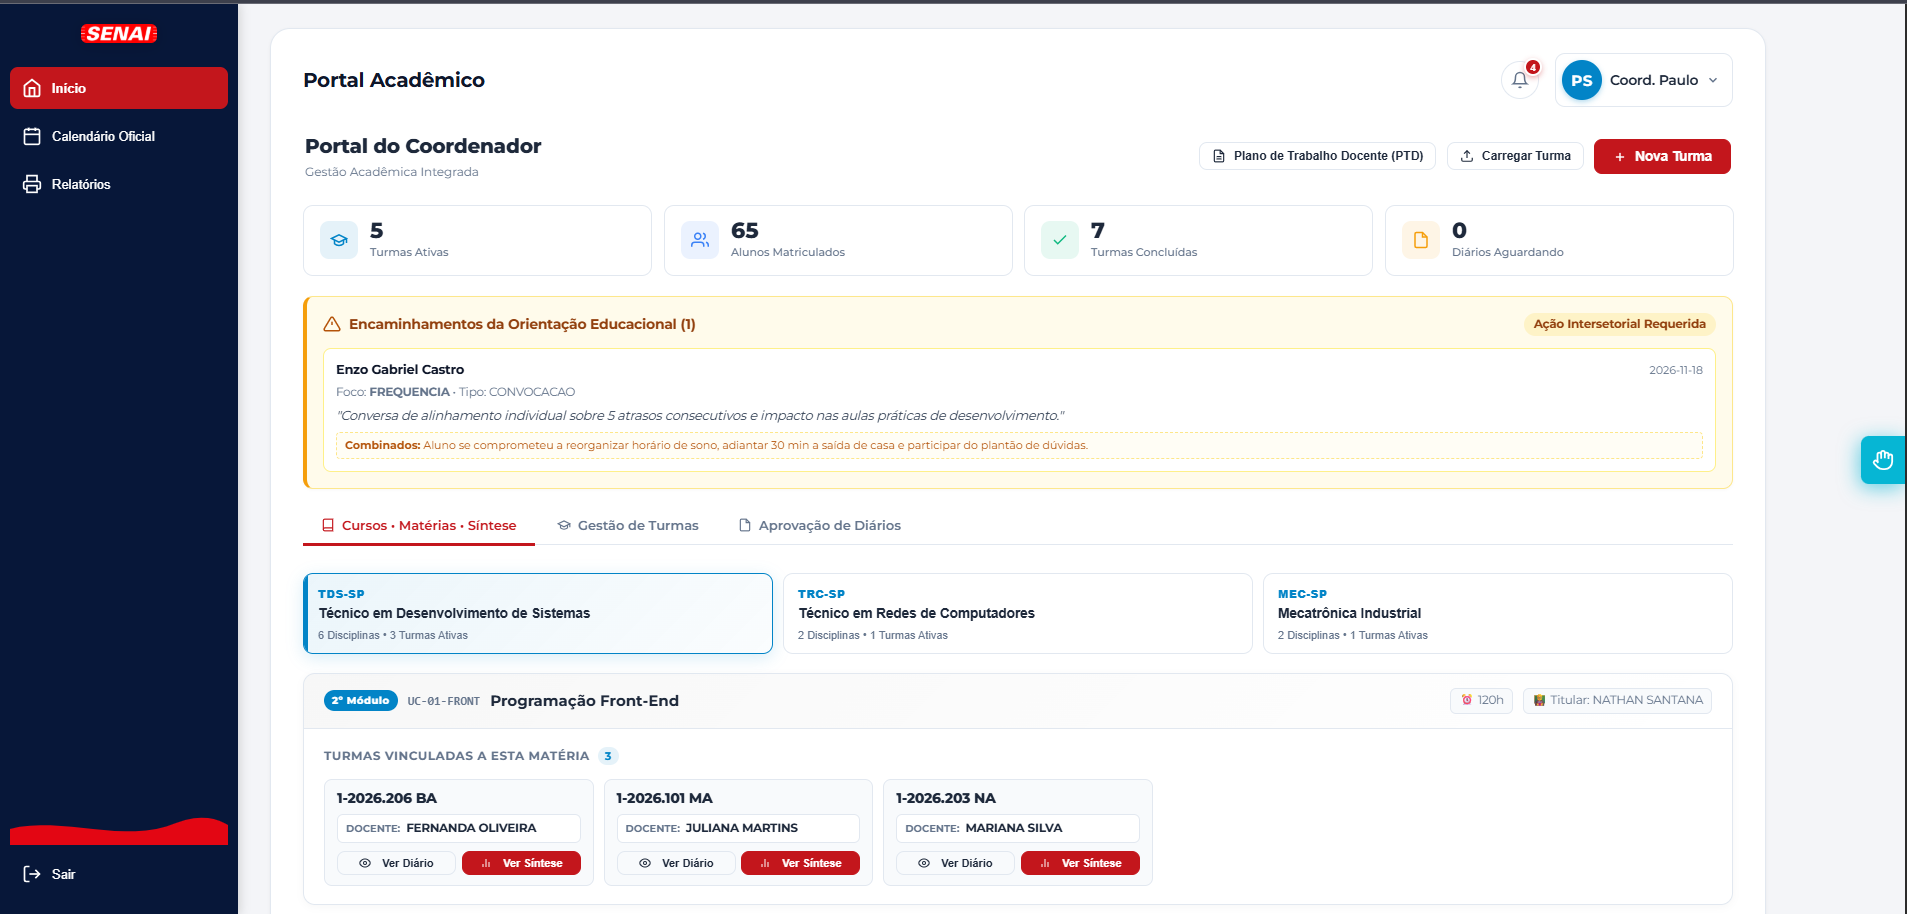 SENAI
Início
Calendário Oficial
Relatórios
Sair
Portal Acadêmico
4
PS
Coord. Paulo
Portal do Coordenador
Gestão Acadêmica Integrada
Plano de Trabalho Docente (PTD)
Carregar Turma
+ Nova Turma
5
Turmas Ativas
65
Alunos Matriculados
7
Turmas Concluídas
0
Diários Aguardando
Encaminhamentos da Orientação Educacional (1)
Ação Intersetorial Requerida
Enzo Gabriel Castro
2026-11-18
Foco: FREQUENCIA · Tipo: CONVOCACAO
"Conversa de alinhamento individual sobre 5 atrasos consecutivos e impacto nas aulas práticas de desenvolvimento."
Combinados: Aluno se comprometeu a reorganizar horário de sono, adiantar 30 min a saída de casa e participar do plantão de dúvidas.
Cursos • Matérias • Síntese
Gestão de Turmas
Aprovação de Diários
TDS-SP
Técnico em Desenvolvimento de Sistemas
6 Disciplinas • 3 Turmas Ativas
TRC-SP
Técnico em Redes de Computadores
2 Disciplinas • 1 Turmas Ativas
MEC-SP
Mecatrônica Industrial
2 Disciplinas • 1 Turmas Ativas
2º Módulo UC-01-FRONT Programação Front-End
120h
Titular: NATHAN SANTANA
TURMAS VINCULADAS A ESTA MATÉRIA 3
1-2026.206 BA
DOCENTE: FERNANDA OLIVEIRA
Ver Diário
Ver Síntese
1-2026.101 MA
DOCENTE: JULIANA MARTINS
Ver Diário
Ver Síntese
1-2026.203 NA
DOCENTE: MARIANA SILVA
Ver Diário
Ver Síntese